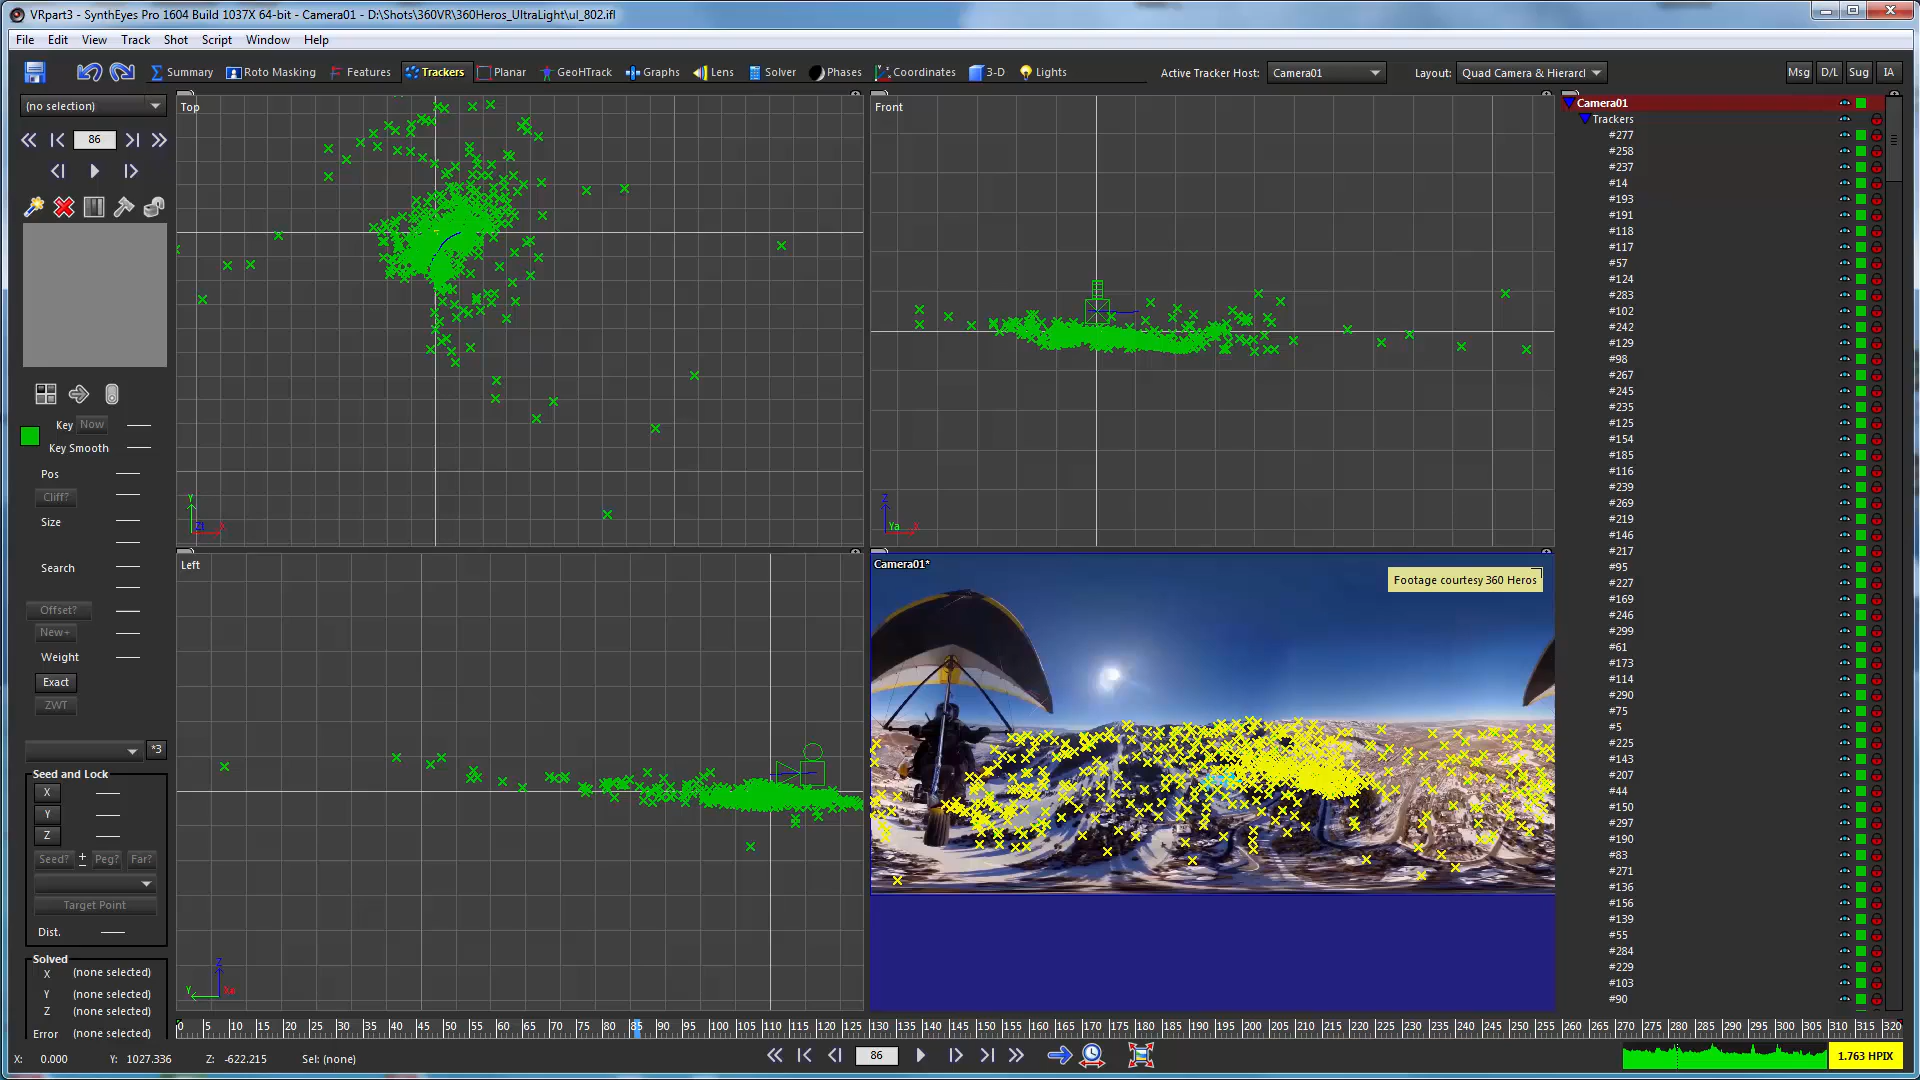 VRpart3 - SynthEyes Pro 1604 Build 1037X 64-bit - Camera01 - D:\Shots\360VR\360Heros_UltraLight\ul_802.ifl
File Edit View Track Shot Script Window Help
Summary Roto Masking Features Trackers Planar GeoHTrack Graphs Lens Solver Phases Coordinates 3-D Lights Active Tracker Host: Camera01 Layout: Quad Camera & Hierarcl Msg D/L Sug IA
(no selection)
86
Key Now
Key Smooth
Pos
Cliff?
Size
Search
Offset?
New+
Weight
Exact
ZWT
*3
Seed and Lock
X
Y
Z
Seed? ± Peg? Far?
Target Point
Dist.
Solved
X (none selected)
Y (none selected)
Z (none selected)
Error (none selected)
Top
Y
X
Front
Z
Ya X
Left
Z
Y
Camera01*
Footage courtesy 360 Heros
Camera01
Trackers
#277
#258
#237
#14
#193
#191
#118
#117
#57
#124
#283
#102
#242
#129
#98
#267
#245
#235
#125
#154
#185
#116
#239
#269
#219
#146
#217
#95
#227
#169
#246
#299
#61
#173
#114
#290
#75
#5
#225
#143
#207
#44
#150
#297
#190
#83
#271
#136
#156
#139
#55
#284
#229
#103
#90
0 5 10 15 20 25 30 35 40 45 50 55 60 65 70 75 80 85 90 95 100 105 110 115 120 125 130 135 140 145 150 155 160 165 170 175 180 185 190 195 200 205 210 215 220 225 230 235 240 245 250 255 260 265 270 275 280 285 290 295 300 305 310 315 320
X: 0.000 Y: 1027.336 Z: -622.215 Sel: (none) 86 1.763 HPIX